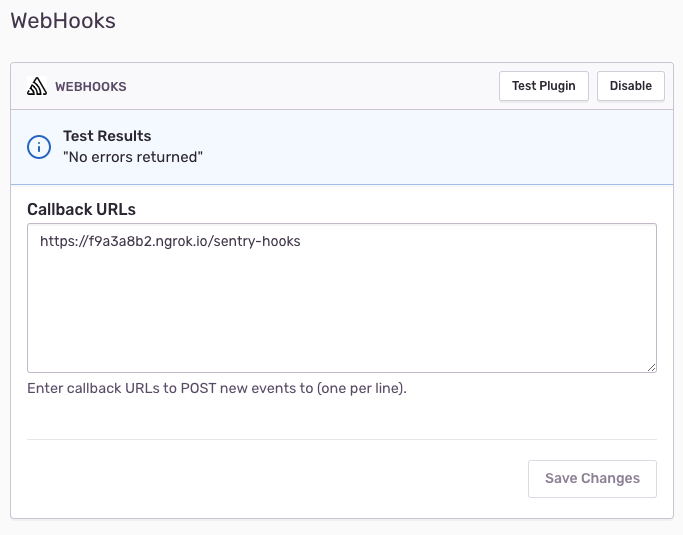 WebHooks
WEBHOOKS
Test Plugin
Disable
Test Results
"No errors returned"
Callback URLs
https://f9a3a8b2.ngrok.io/sentry-hooks
Enter callback URLs to POST new events to (one per line).
Save Changes